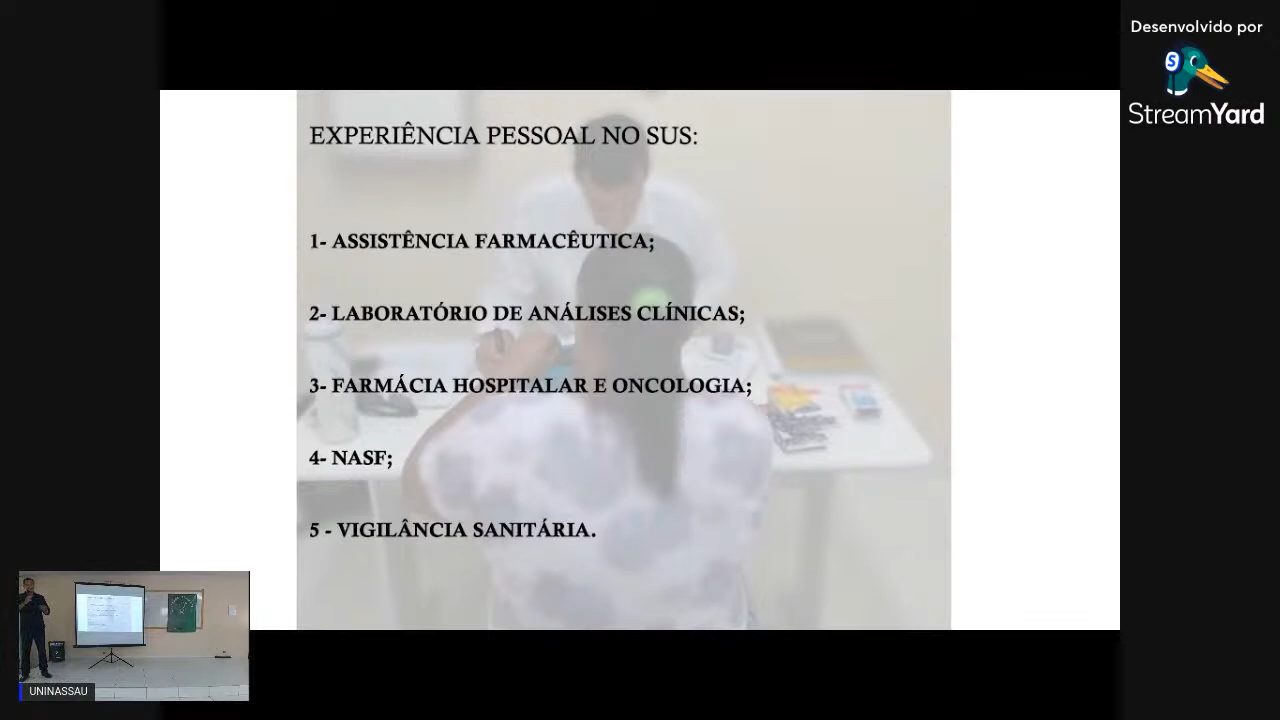 Desenvolvido por
StreamYard
EXPERIÊNCIA PESSOAL NO SUS:
1- ASSISTÊNCIA FARMACÊUTICA;
2- LABORATÓRIO DE ANÁLISES CLÍNICAS;
3- FARMÁCIA HOSPITALAR E ONCOLOGIA;
4- NASF;
5 - VIGILÂNCIA SANITÁRIA.
UNINASSAU